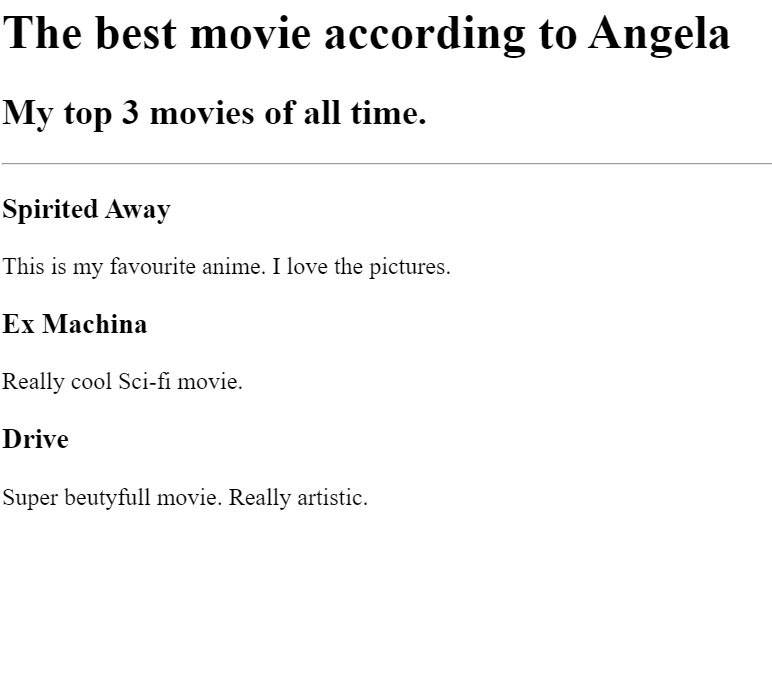 The best movie according to Angela
My top 3 movies of all time.
Spirited Away
This is my favourite anime. I love the pictures.
Ex Machina
Really cool Sci-fi movie.
Drive
Super beutyfull movie. Really artistic.